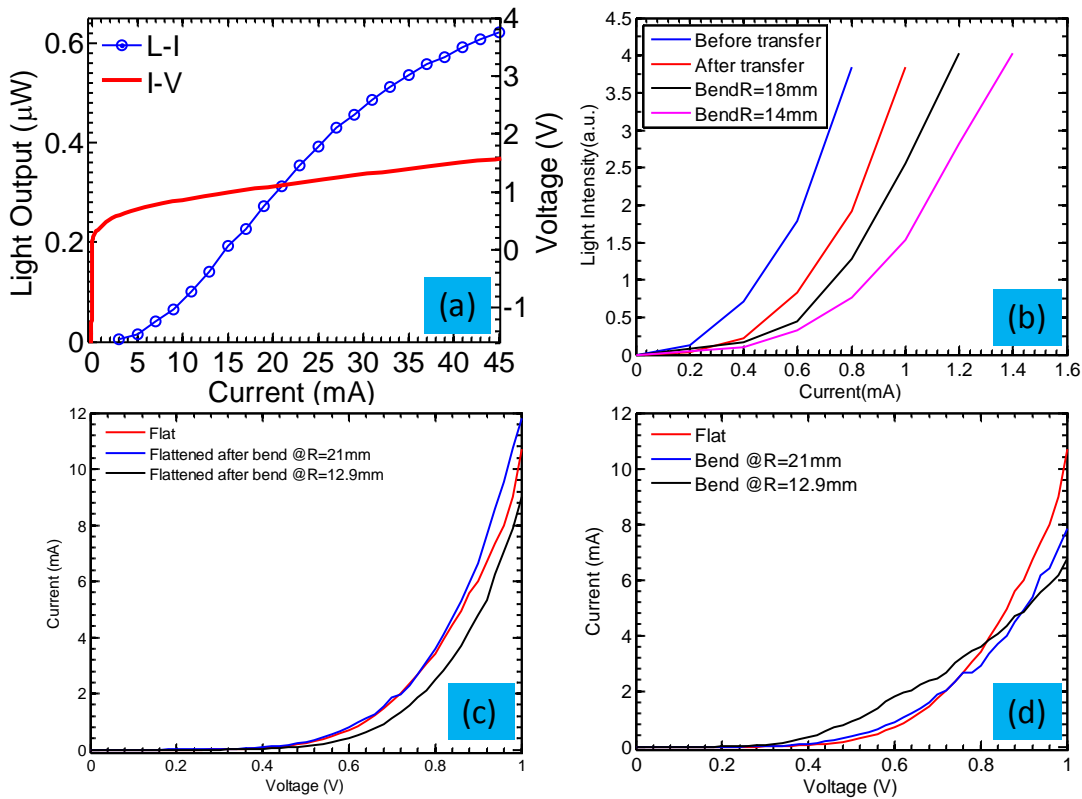 0.6
0.4
0.2
0
Light Output (μW)
L-I
I-V
4
3
2
1
0
-1
Voltage (V)
(a)
0 5 10 15 20 25 30 35 40 45
Current (mA)
4.5
4
3.5
3
2.5
2
1.5
1
0.5
0
Light Intensity(a.u.)
Before transfer
After transfer
BendR=18mm
BendR=14mm
(b)
0 0.2 0.4 0.6 0.8 1.0 1.2 1.4 1.6
Current(mA)
12
10
8
6
4
2
0
Current (mA)
Flat
Flattened after bend @R=21mm
Flattened after bend @R=12.9mm
(c)
0 0.2 0.4 0.6 0.8 1
Voltage (V)
12
10
8
6
4
2
0
Current (mA)
Flat
Bend @R=21mm
Bend @R=12.9mm
(d)
0 0.2 0.4 0.6 0.8 1
Voltage (V)